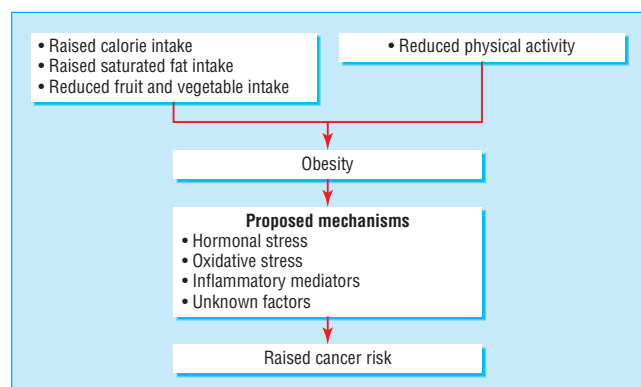 • Raised calorie intake
• Raised saturated fat intake
• Reduced fruit and vegetable intake
• Reduced physical activity
Obesity
Proposed mechanisms
• Hormonal stress
• Oxidative stress
• Inflammatory mediators
• Unknown factors
Raised cancer risk